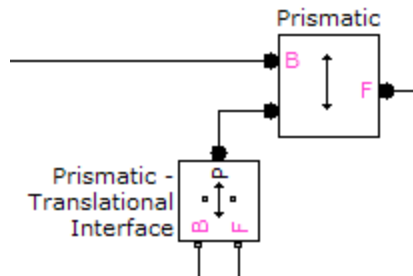 Prismatic
B
F
P
Prismatic -
Translational
Interface
B F